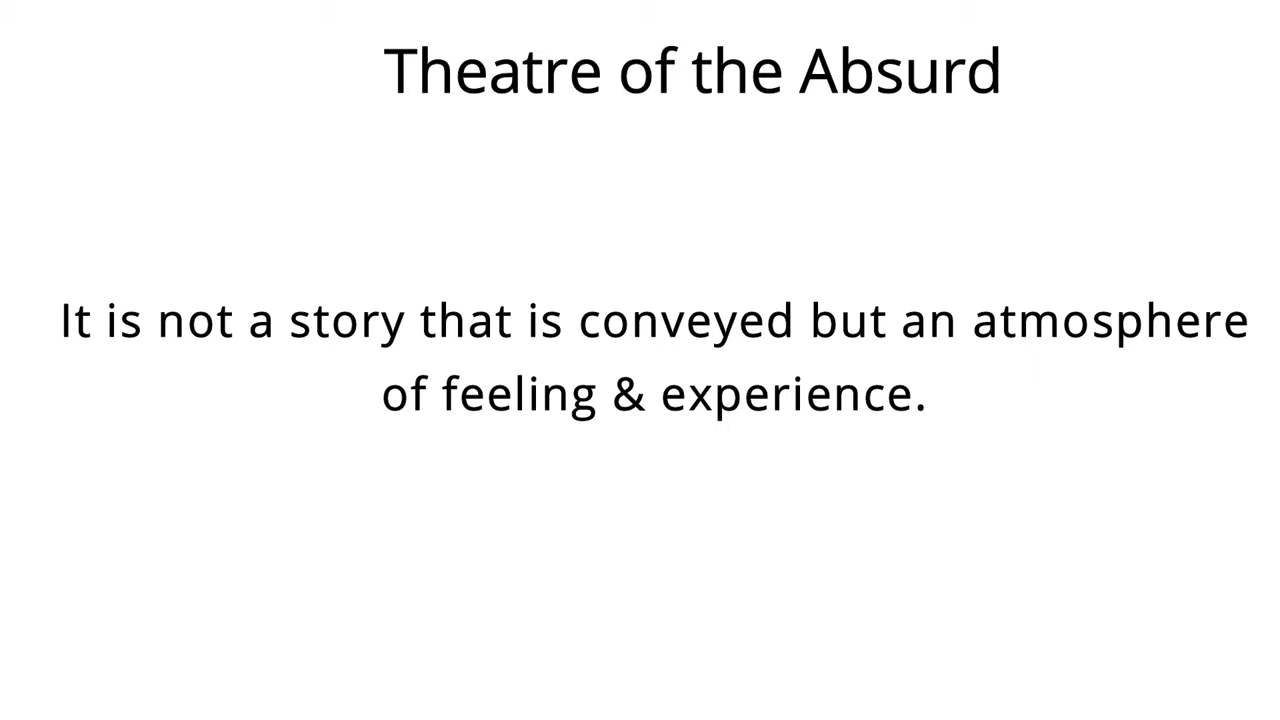 Theatre of the Absurd
It is not a story that is conveyed but an atmosphere
of feeling & experience.